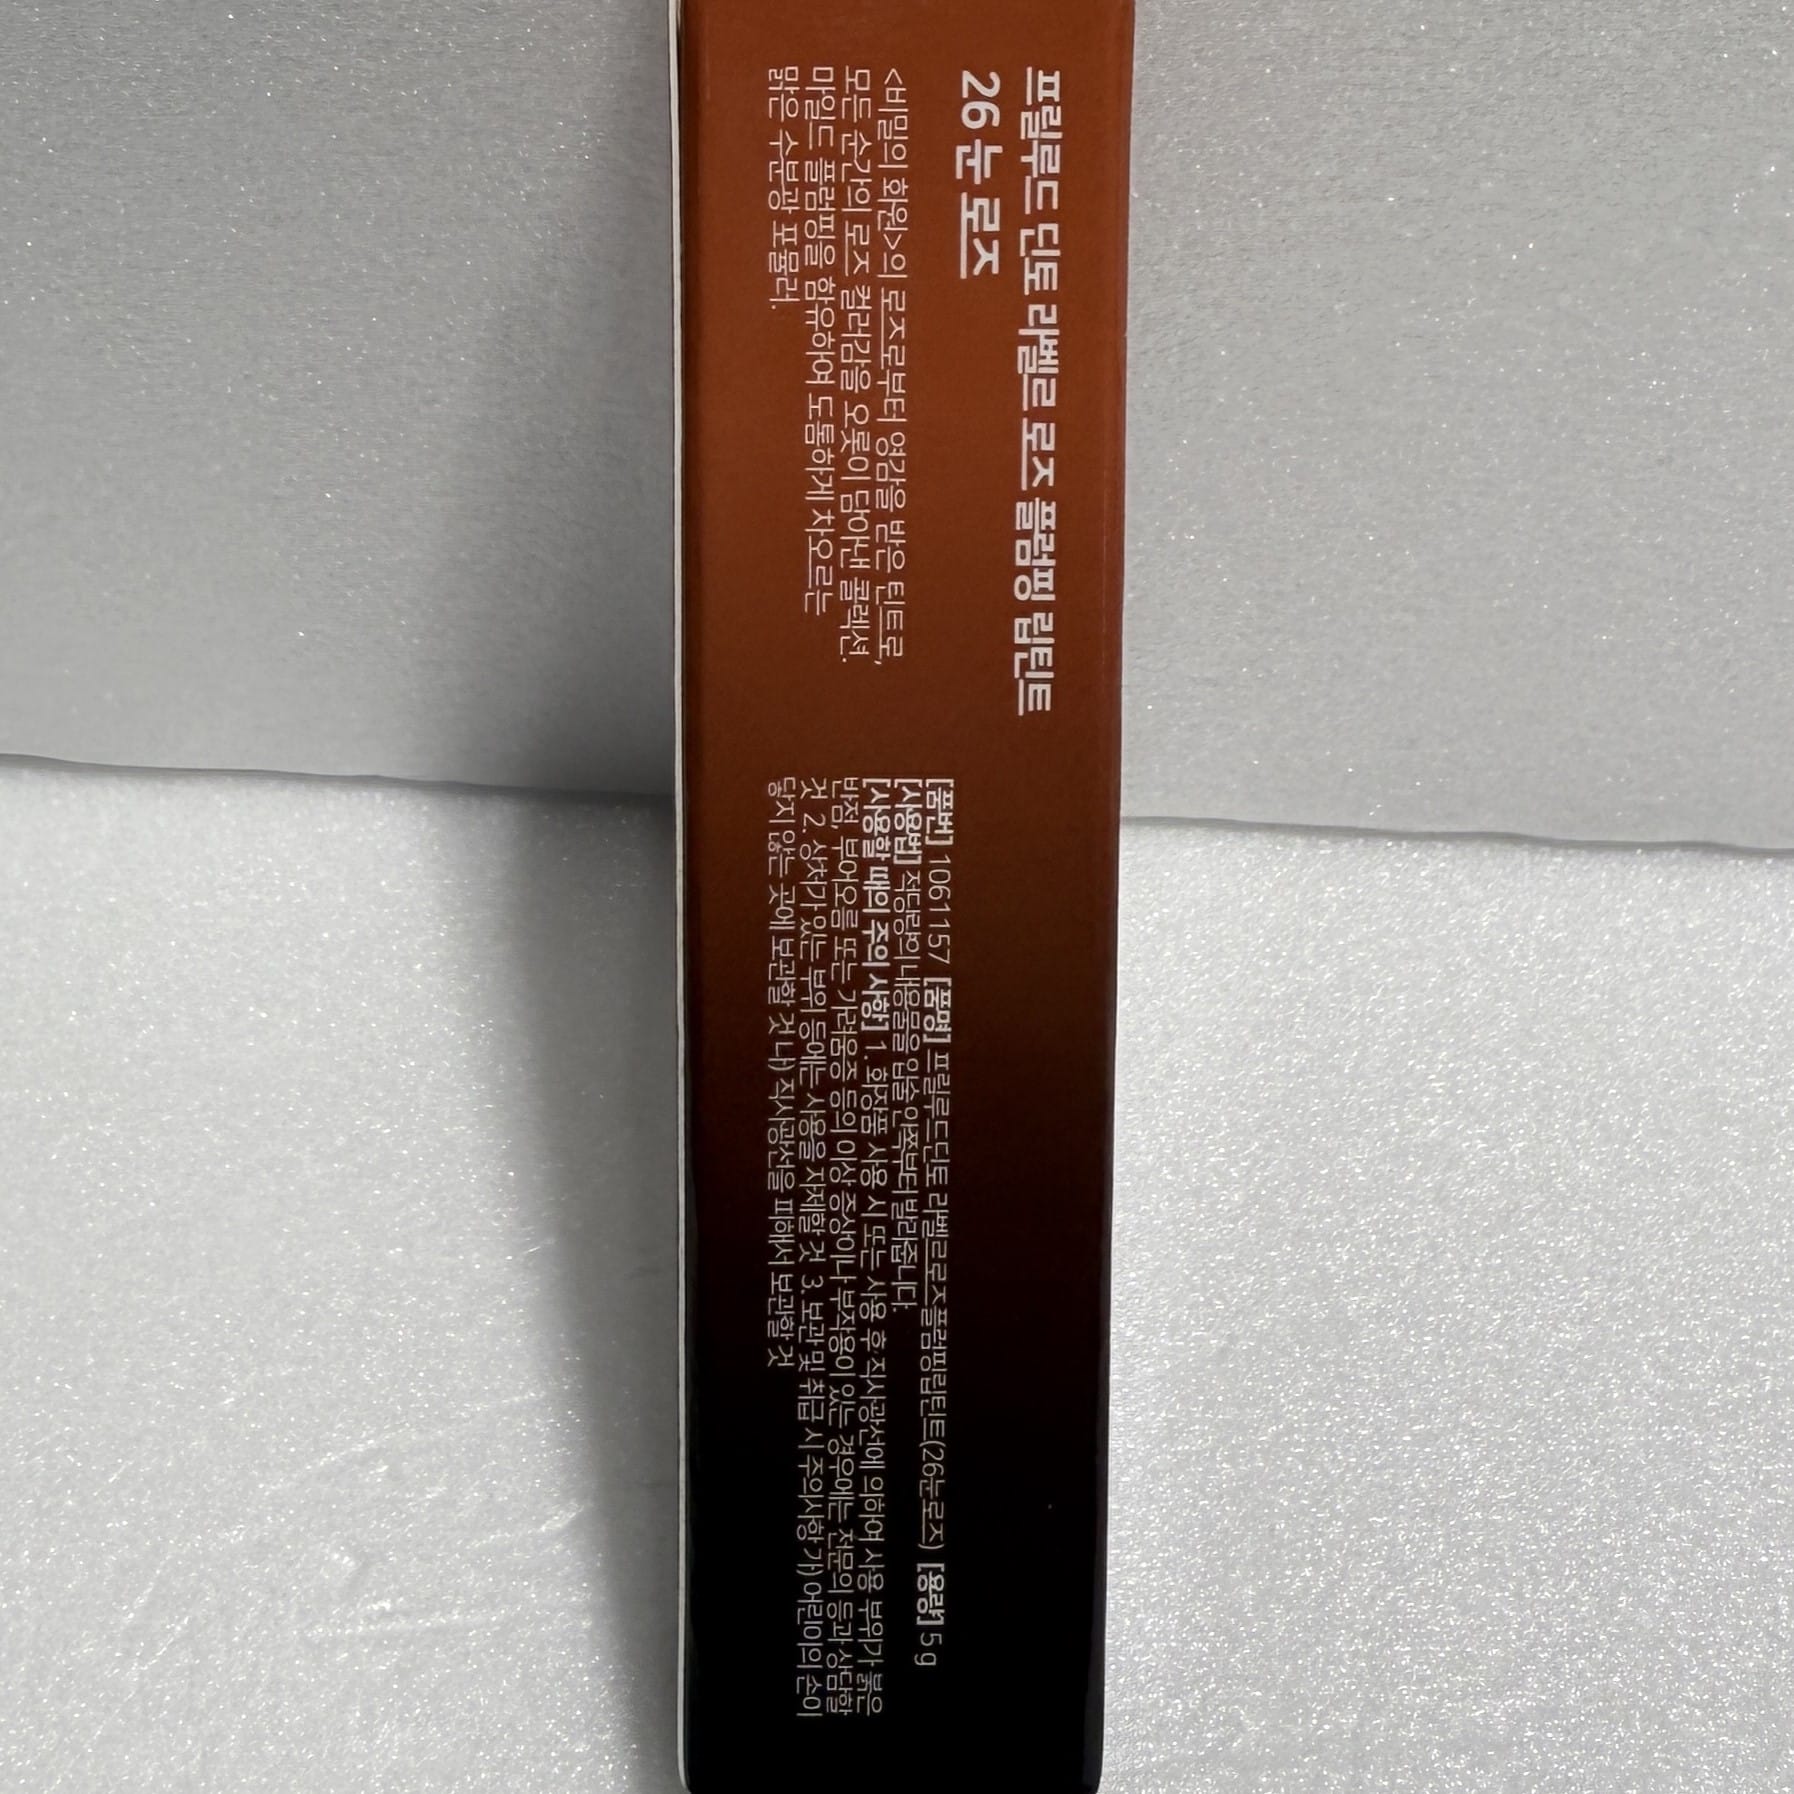 프릴루드 딘토 라벨르 로즈 플럼핑 립틴트
26 눈 로즈
<비밀의 화원>의 로즈로부터 영감을 받은 틴트로,
모든 순간의 로즈 컬러감을 오롯이 담아낸 콜렉션.
마일드 플럼핑을 함유하여 도톰하게 차오르는
맑은 수분광 포뮬러.
[품번] 1061157 [품명] 프릴루드딘토 라벨르로즈플럼핑립틴트(26눈로즈) [용량] 5 g
[사용법] 적당량의 내용물을 입술 안쪽부터 발라줍니다.
[사용할 때의 주의 사항] 1. 화장품 사용 시 또는 사용 후 직사광선에 의하여 사용 부위가 붉은
반점, 부어오름 또는 가려움증 등의 이상 증상이나 부작용이 있는 경우에는 전문의 등과 상담할
것 2. 상처가 있는 부위 등에는 사용을 자제할 것 3. 보관 및 취급 시 주의사항 가) 어린이의 손이
닿지 않는 곳에 보관할 것 나) 직사광선을 피해서 보관할 것